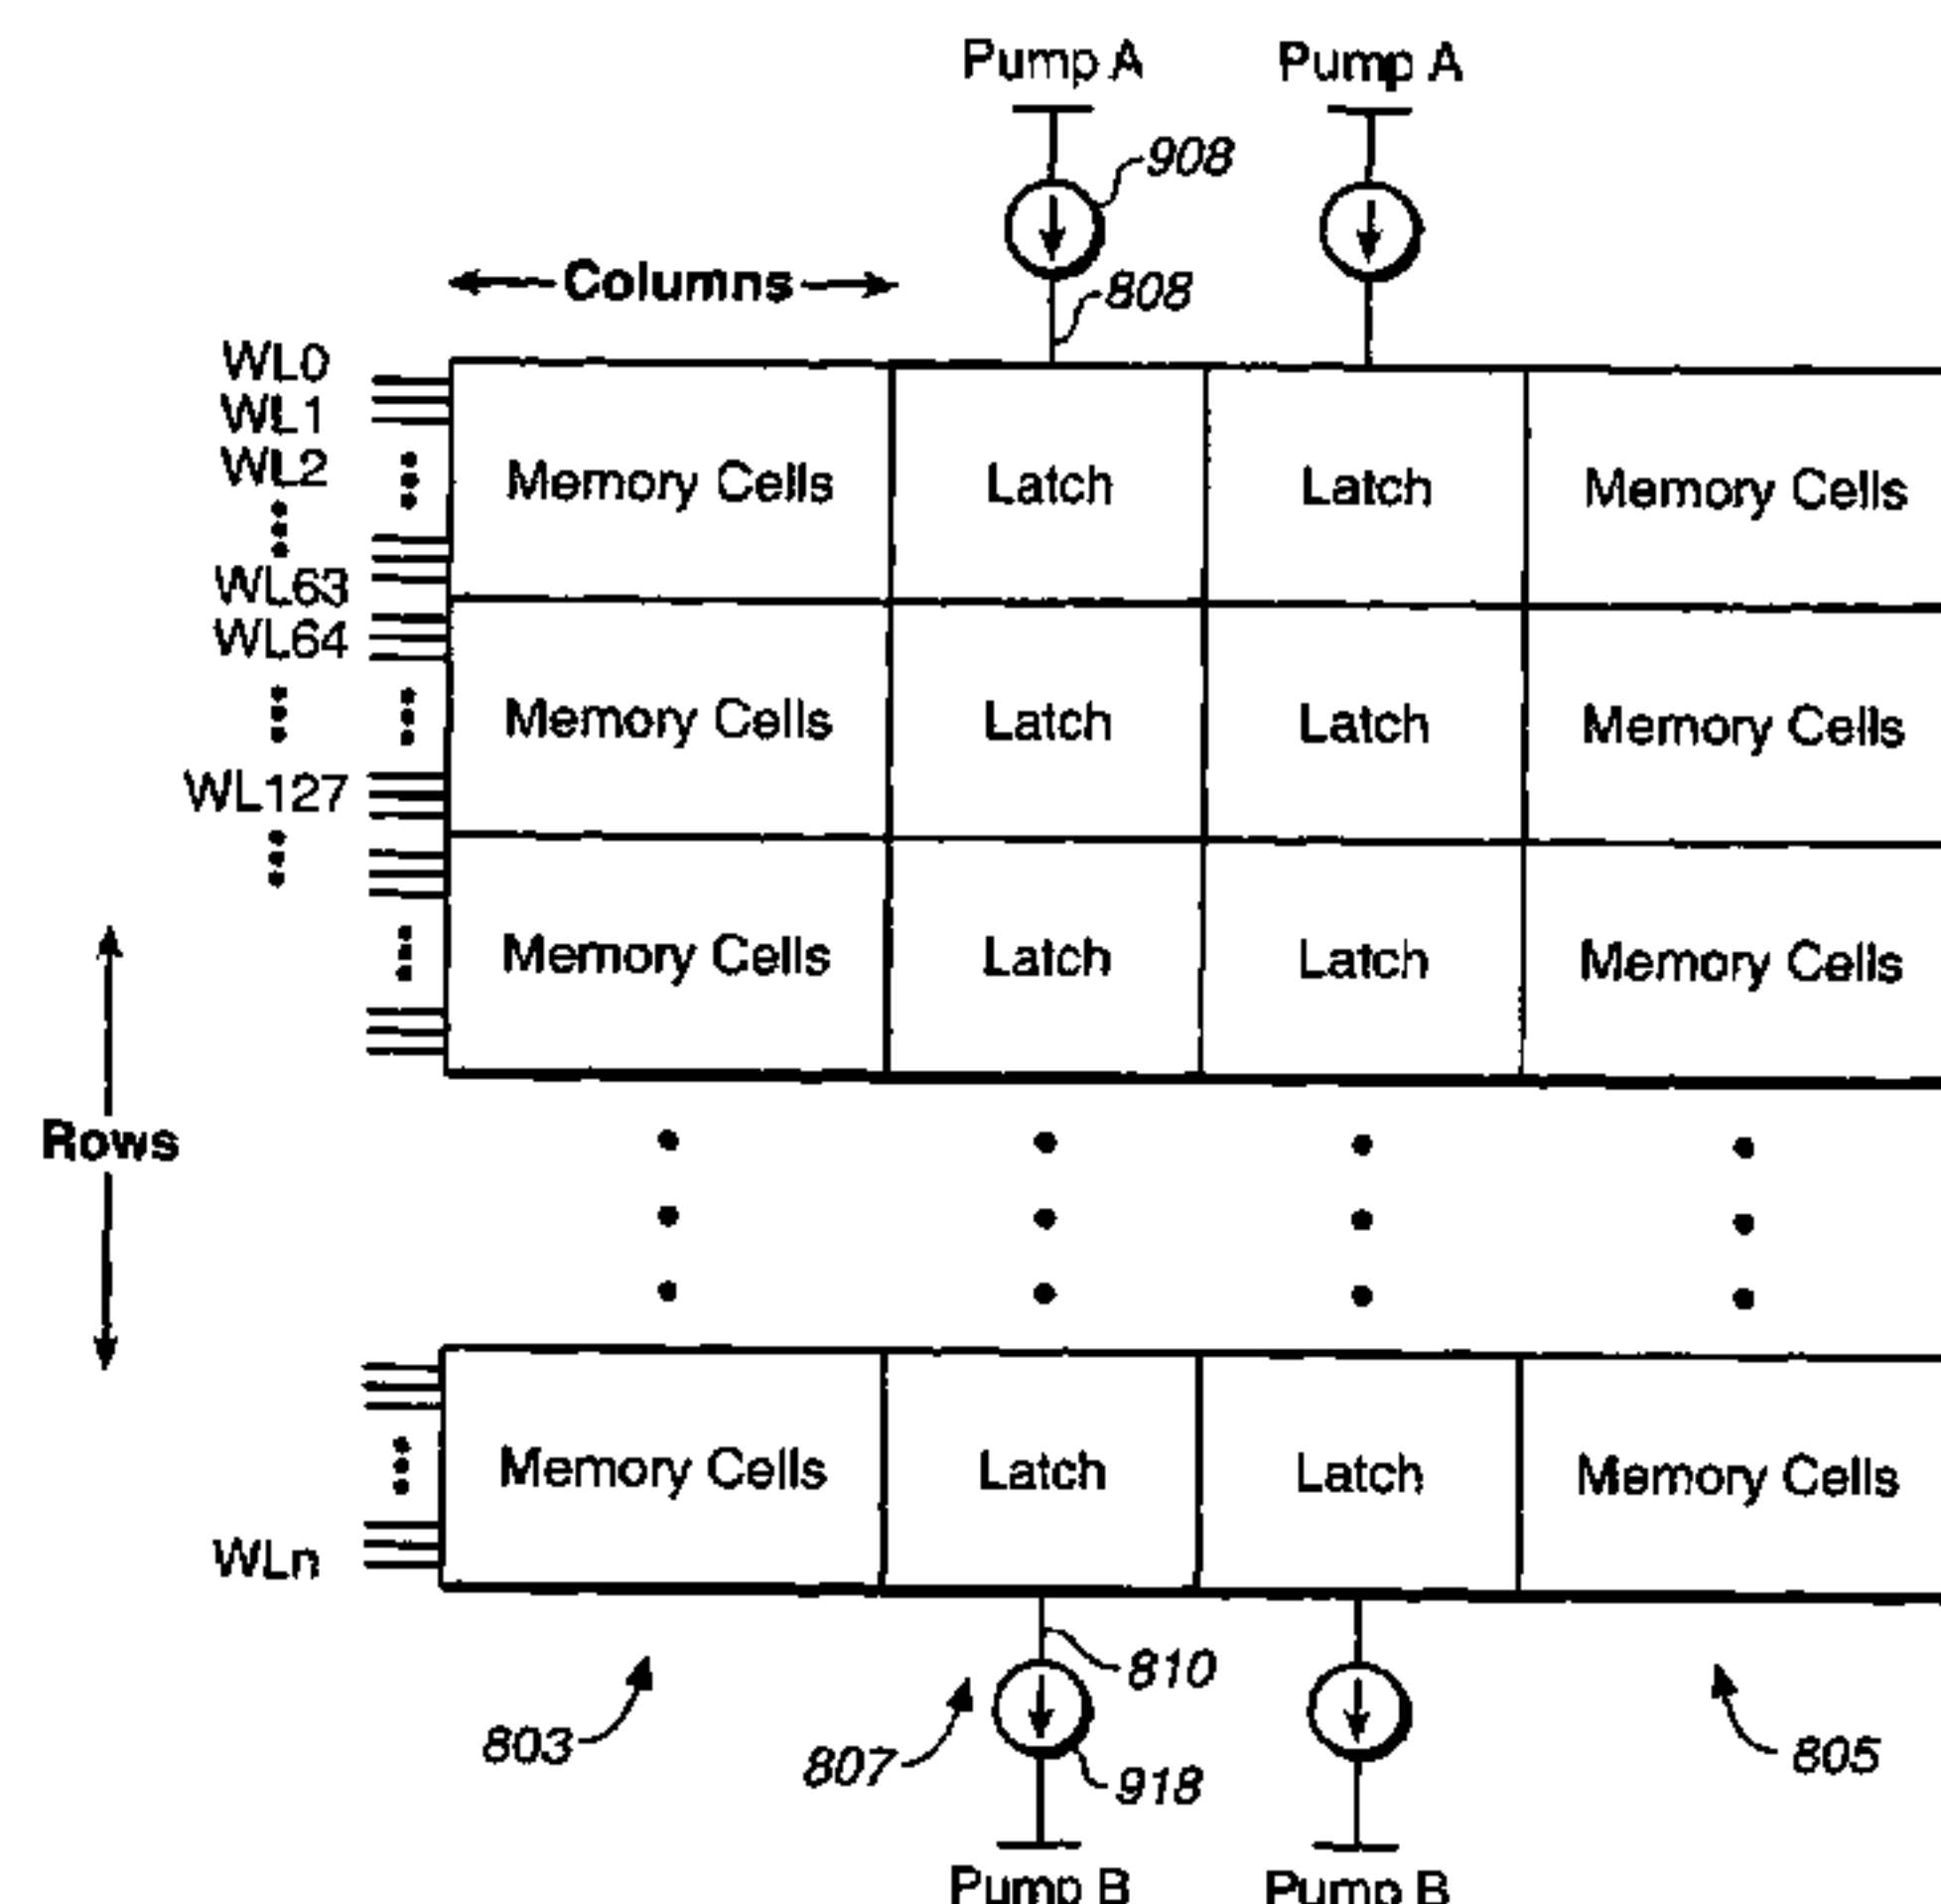 Pump A Pump A
908
Columns
808
WL0
WL1
WL2
Memory Cells Latch Latch Memory Cells
WL63
WL64
Memory Cells Latch Latch Memory Cells
WL127
Memory Cells Latch Latch Memory Cells
Rows
Memory Cells Latch Latch Memory Cells
WLn
810
803 807 918 805
Pump B Pump B